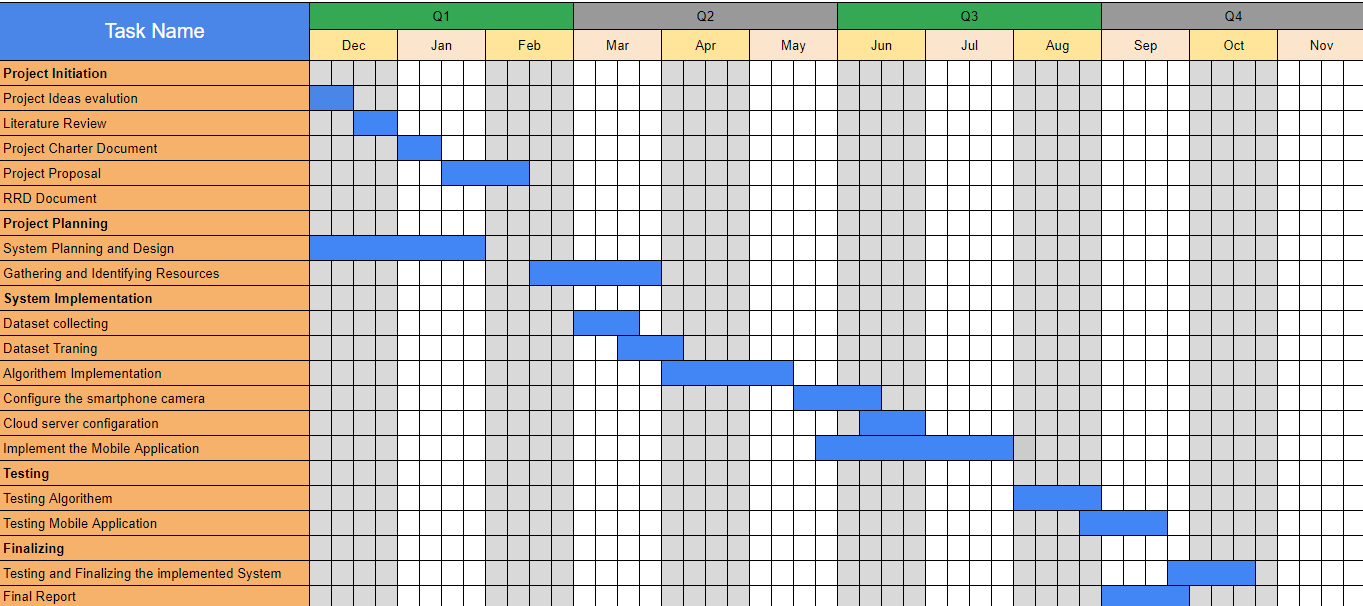 Task Name
Q1 Q2 Q3 Q4
Dec Jan Feb Mar Apr May Jun Jul Aug Sep Oct Nov
Project Initiation
Project Ideas evalution
Literature Review
Project Charter Document
Project Proposal
RRD Document
Project Planning
System Planning and Design
Gathering and Identifying Resources
System Implementation
Dataset collecting
Dataset Traning
Algorithem Implementation
Configure the smartphone camera
Cloud server configaration
Implement the Mobile Application
Testing
Testing Algorithem
Testing Mobile Application
Finalizing
Testing and Finalizing the implemented System
Final Report